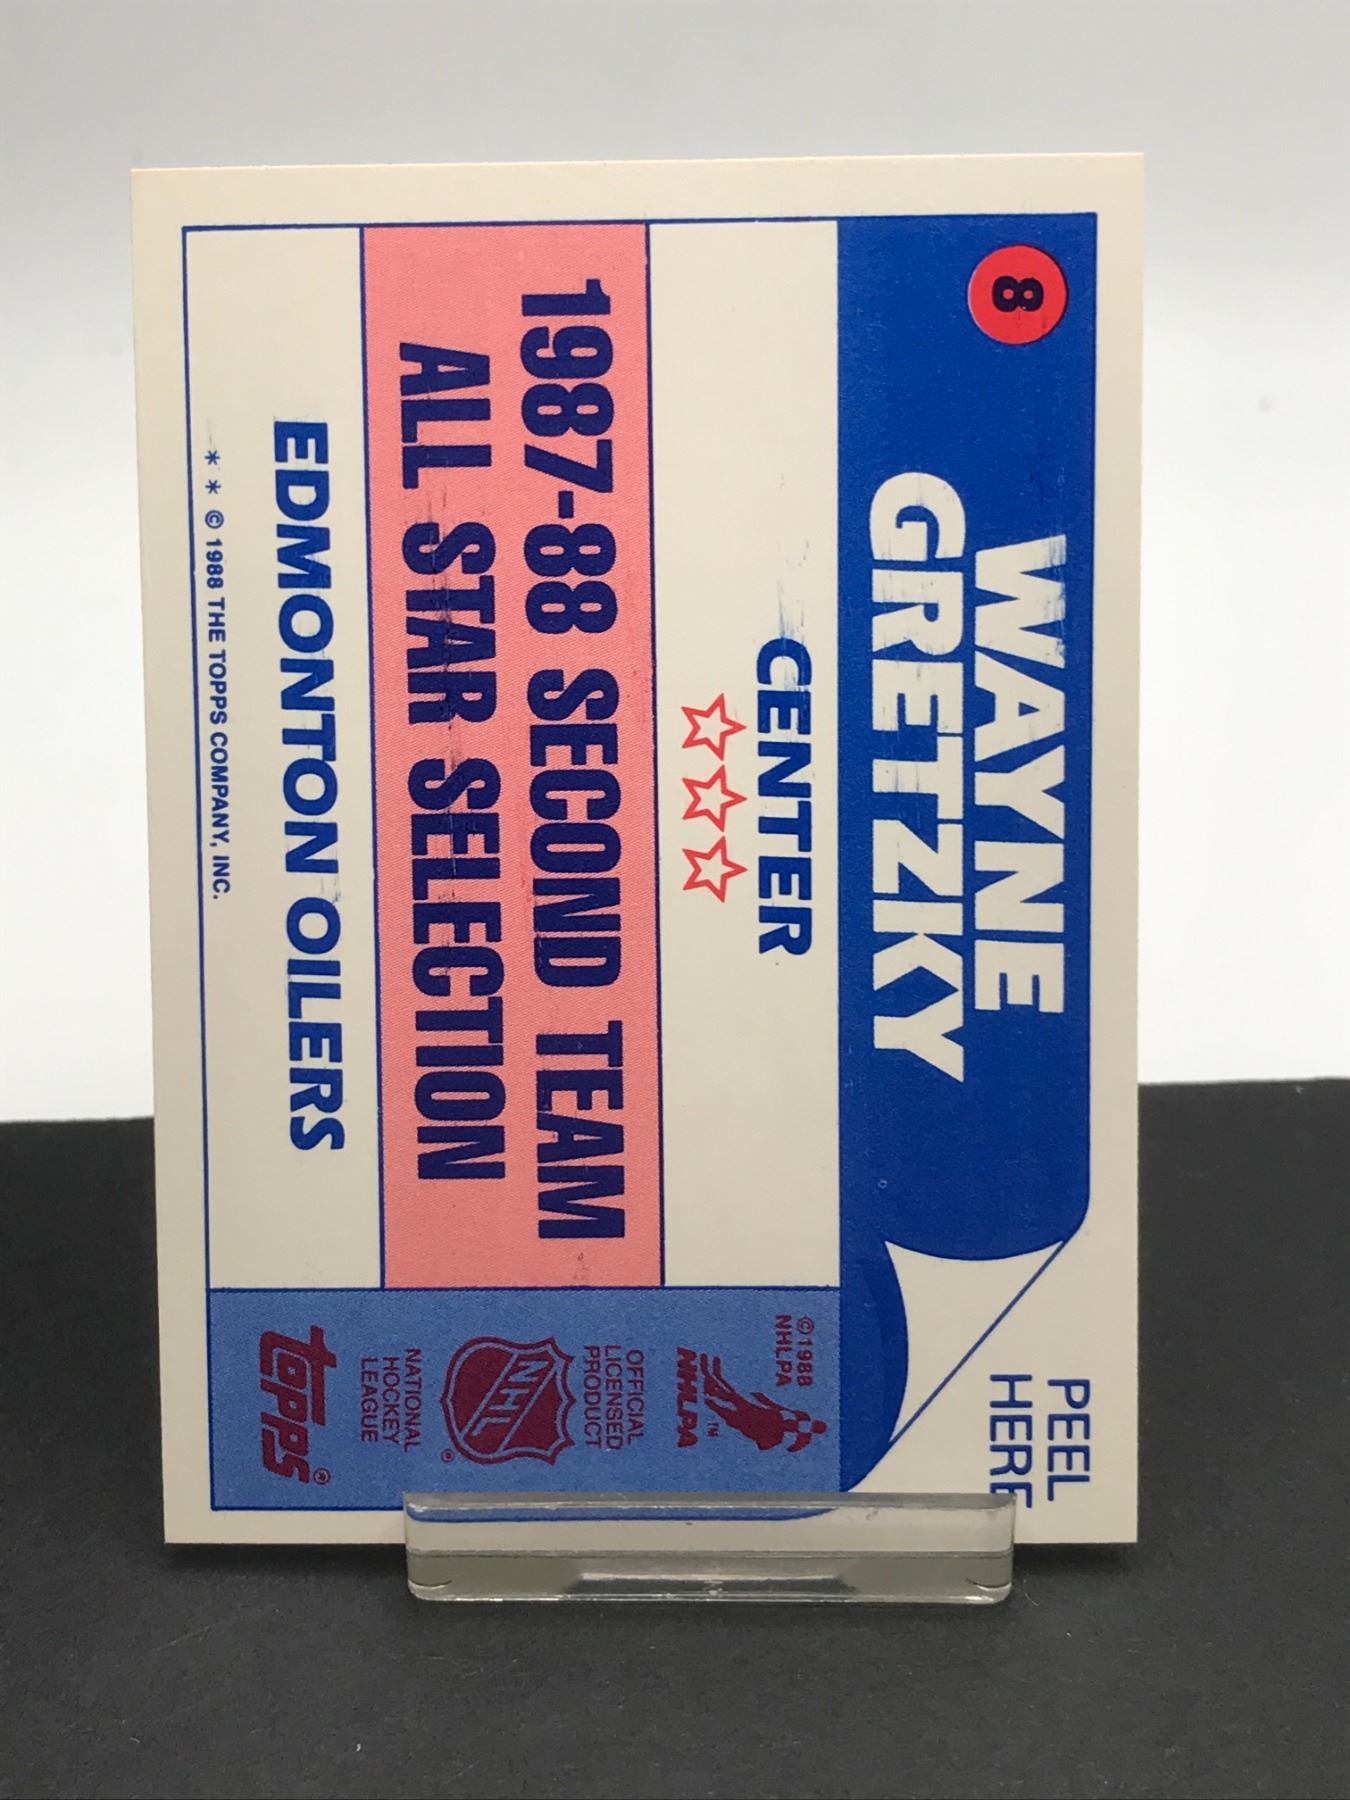 8
WAYNE
GRETZKY
PEEL
HERE
CENTER
1987-88 SECOND TEAM
ALL STAR SELECTION
EDMONTON OILERS
* * © 1988 THE TOPPS COMPANY, INC.
©1988
NHLPA
NHLPA™
OFFICIAL
LICENSED
PRODUCT
NHL®
NATIONAL
HOCKEY
LEAGUE
topps®